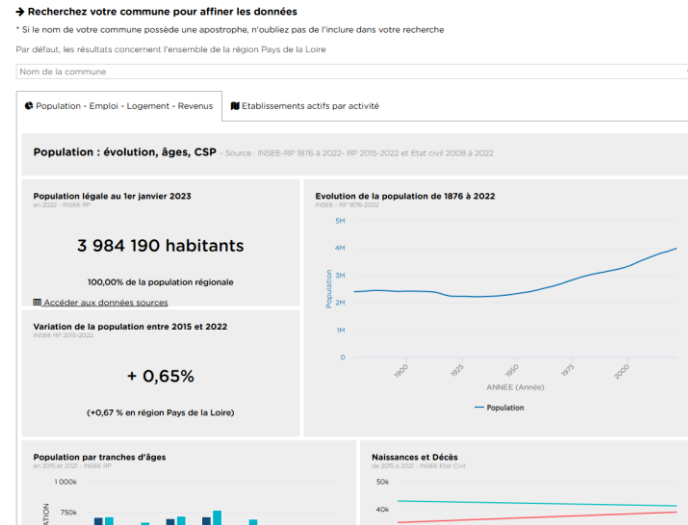 → Recherchez votre commune pour affiner les données
* Si le nom de votre commune possède une apostrophe, n'oubliez pas de l'inclure dans votre recherche
Par défaut, les résultats concernent l'ensemble de la région Pays de la Loire
Nom de la commune
Population - Emploi - Logement - Revenus
Etablissements actifs par activité
Population : évolution, âges, CSP - Source : INSEE-RP 1876 à 2022- RP 2015-2022 et Etat civil 2008 à 2022
Population légale au 1er janvier 2023
en 2022 - INSEE RP
3 984 190 habitants
100,00% de la population régionale
Accéder aux données sources
Variation de la population entre 2015 et 2022
INSEE RP 2015-2022
+ 0,65%
(+0,67 % en région Pays de la Loire)
Evolution de la population de 1876 à 2022
INSEE - RP 1876-2022
5M
4M
3M
2M
1M
0
Population
1900
1925
1950
1975
2000
ANNEE (Année)
Population
Population par tranches d'âges
en 2015 et 2021 - INSEE RP
1 000k
750k
Naissances et Décès
de 2015 à 2021 - INSEE Etat Civil
50k
40k